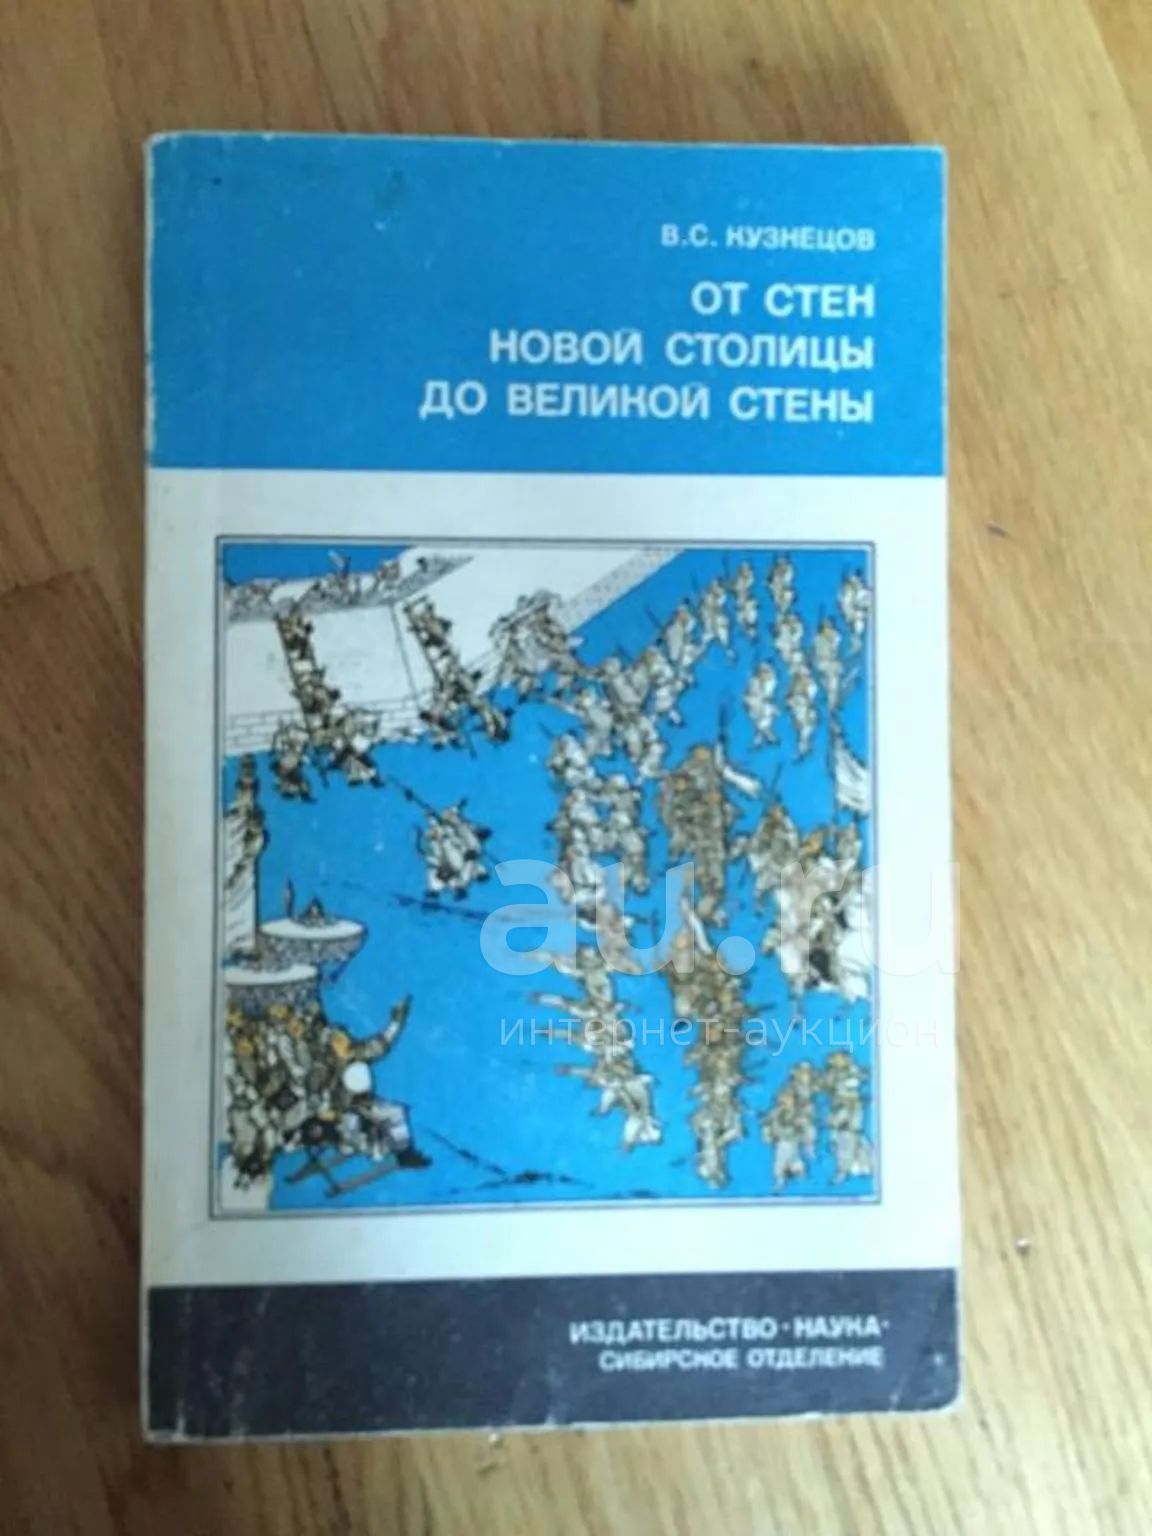 В.С. КУЗНЕЦОВ
ОТ СТЕН
НОВОЙ СТОЛИЦЫ
ДО ВЕЛИКОЙ СТЕНЫ
au.ru
интернет-аукцион
ИЗДАТЕЛЬСТВО · НАУКА ·
СИБИРСКОЕ ОТДЕЛЕНИЕ